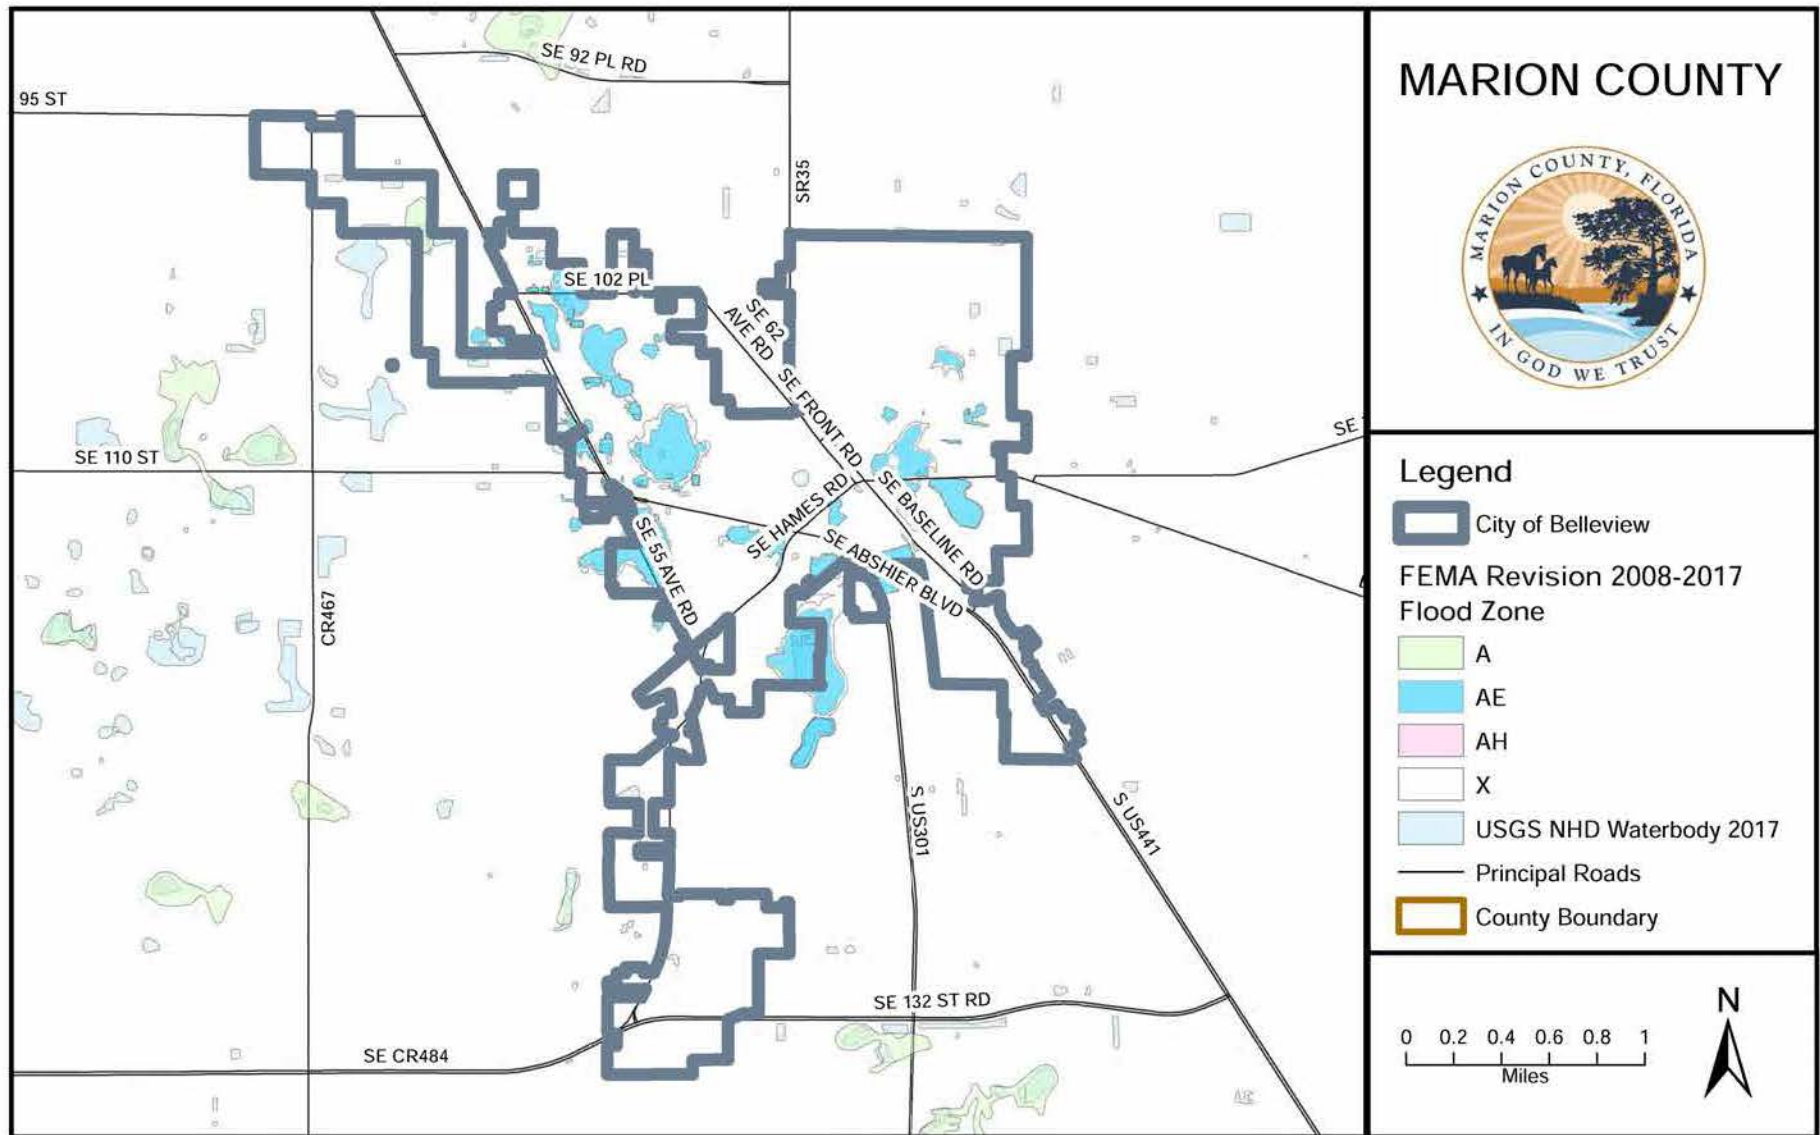 SE 92 PL RD
95 ST
SR35
SE 102 PL
SE 62
AVE RD
SE FRONT RD
SE 110 ST
SE HAMES RD
SE BASELINE RD
SE ABSHIER BLVD
SE 55 AVE RD
CR467
S US301
S US441
SE 132 ST RD
SE CR484
SE
MARION COUNTY
MARION COUNTY, FLORIDA
IN GOD WE TRUST
Legend
City of Belleview
FEMA Revision 2008-2017
Flood Zone
A
AE
AH
X
USGS NHD Waterbody 2017
Principal Roads
County Boundary
N
0 0.2 0.4 0.6 0.8 1
Miles